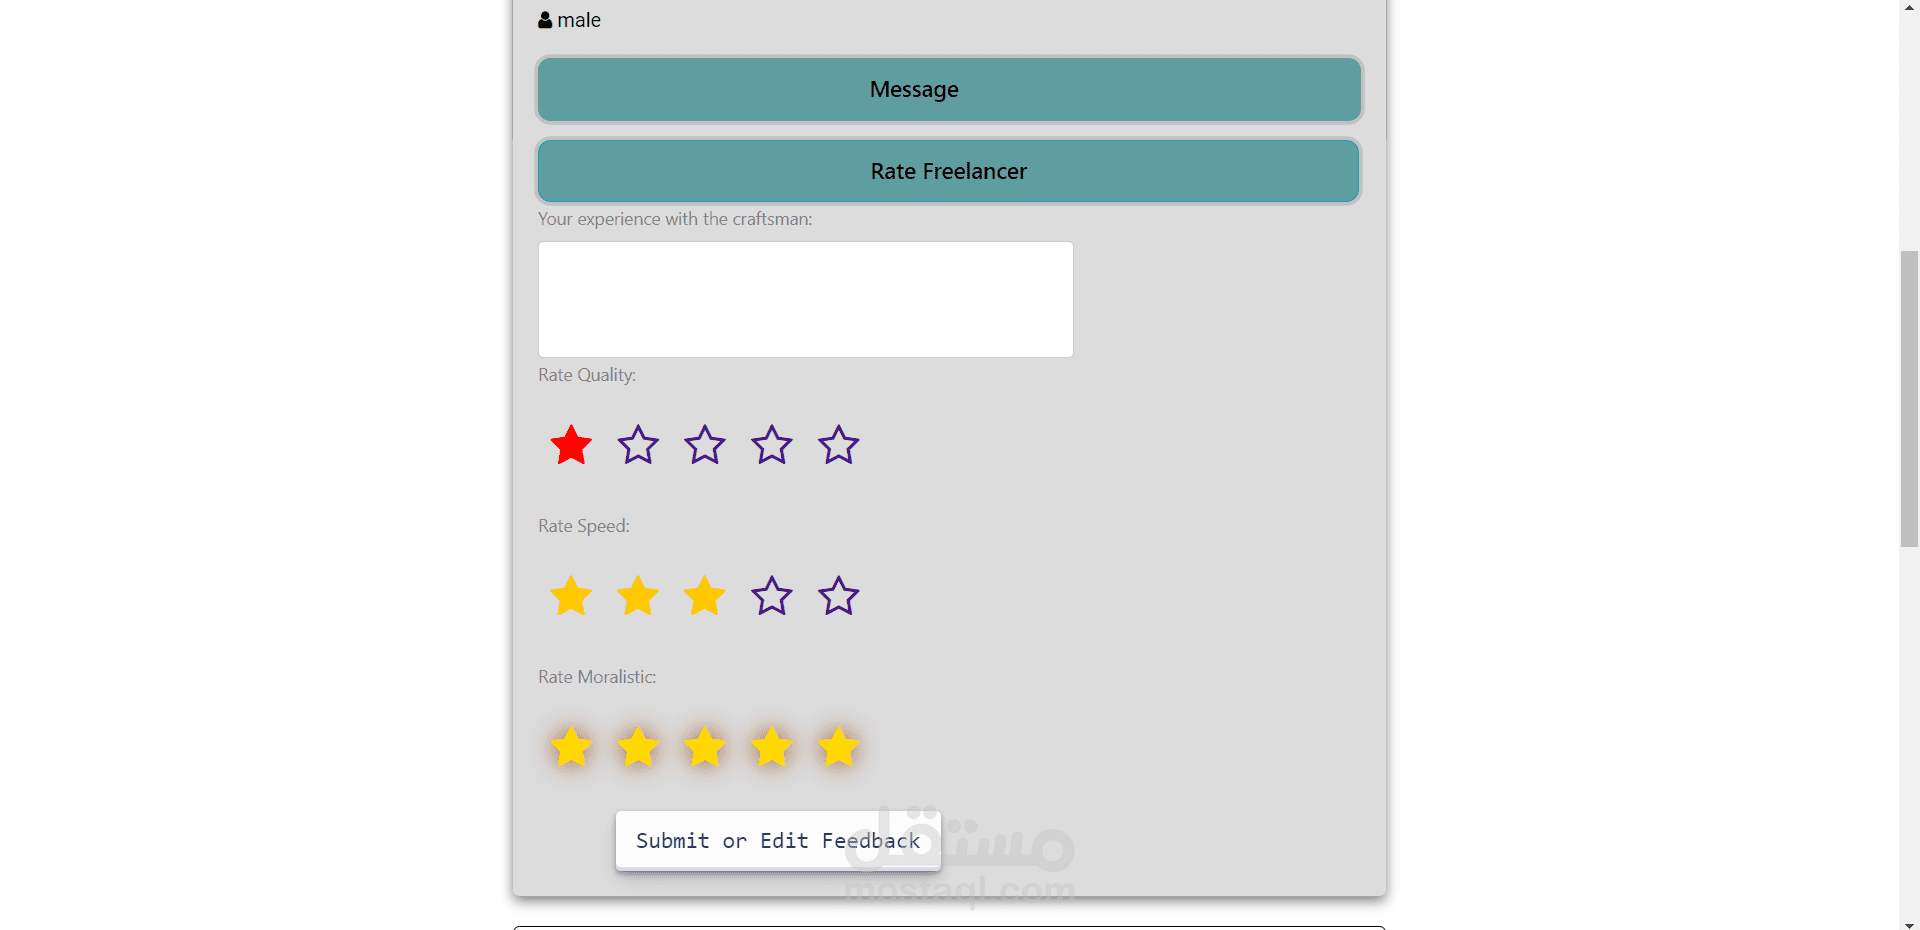 male
Message
Rate Freelancer
Your experience with the craftsman:
Rate Quality:
Rate Speed:
Rate Moralistic:
Submit or Edit Feedback
مستقل
mostaql.com